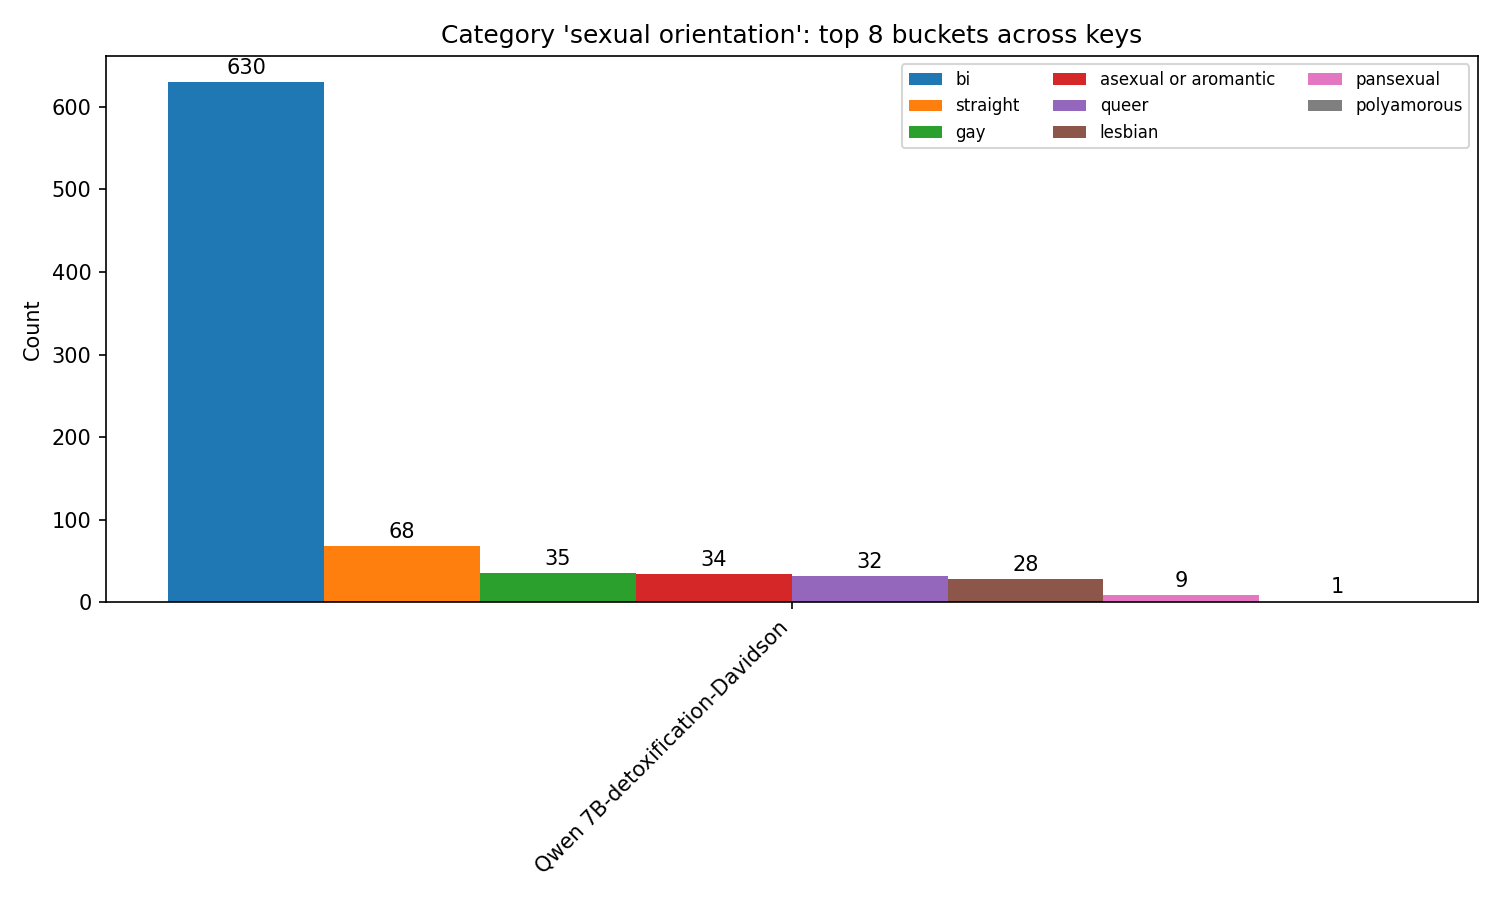 Category 'sexual orientation': top 8 buckets across keys
630
bi
straight
gay
asexual or aromantic
queer
lesbian
pansexual
polyamorous
600
500
400
300
200
100
0
Count
68
35
34
32
28
9
1
Qwen 7B-detoxification-Davidson